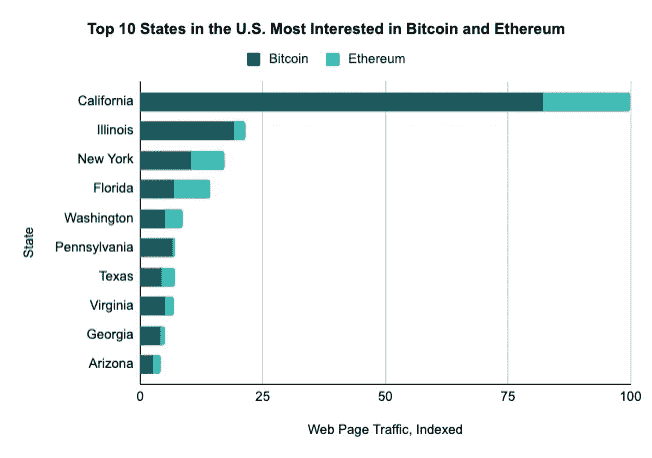 Top 10 States in the U.S. Most Interested in Bitcoin and Ethereum
Bitcoin Ethereum
California
Illinois
New York
Florida
Washington
Pennsylvania
Texas
Virginia
Georgia
Arizona
State
0 25 50 75 100
Web Page Traffic, Indexed